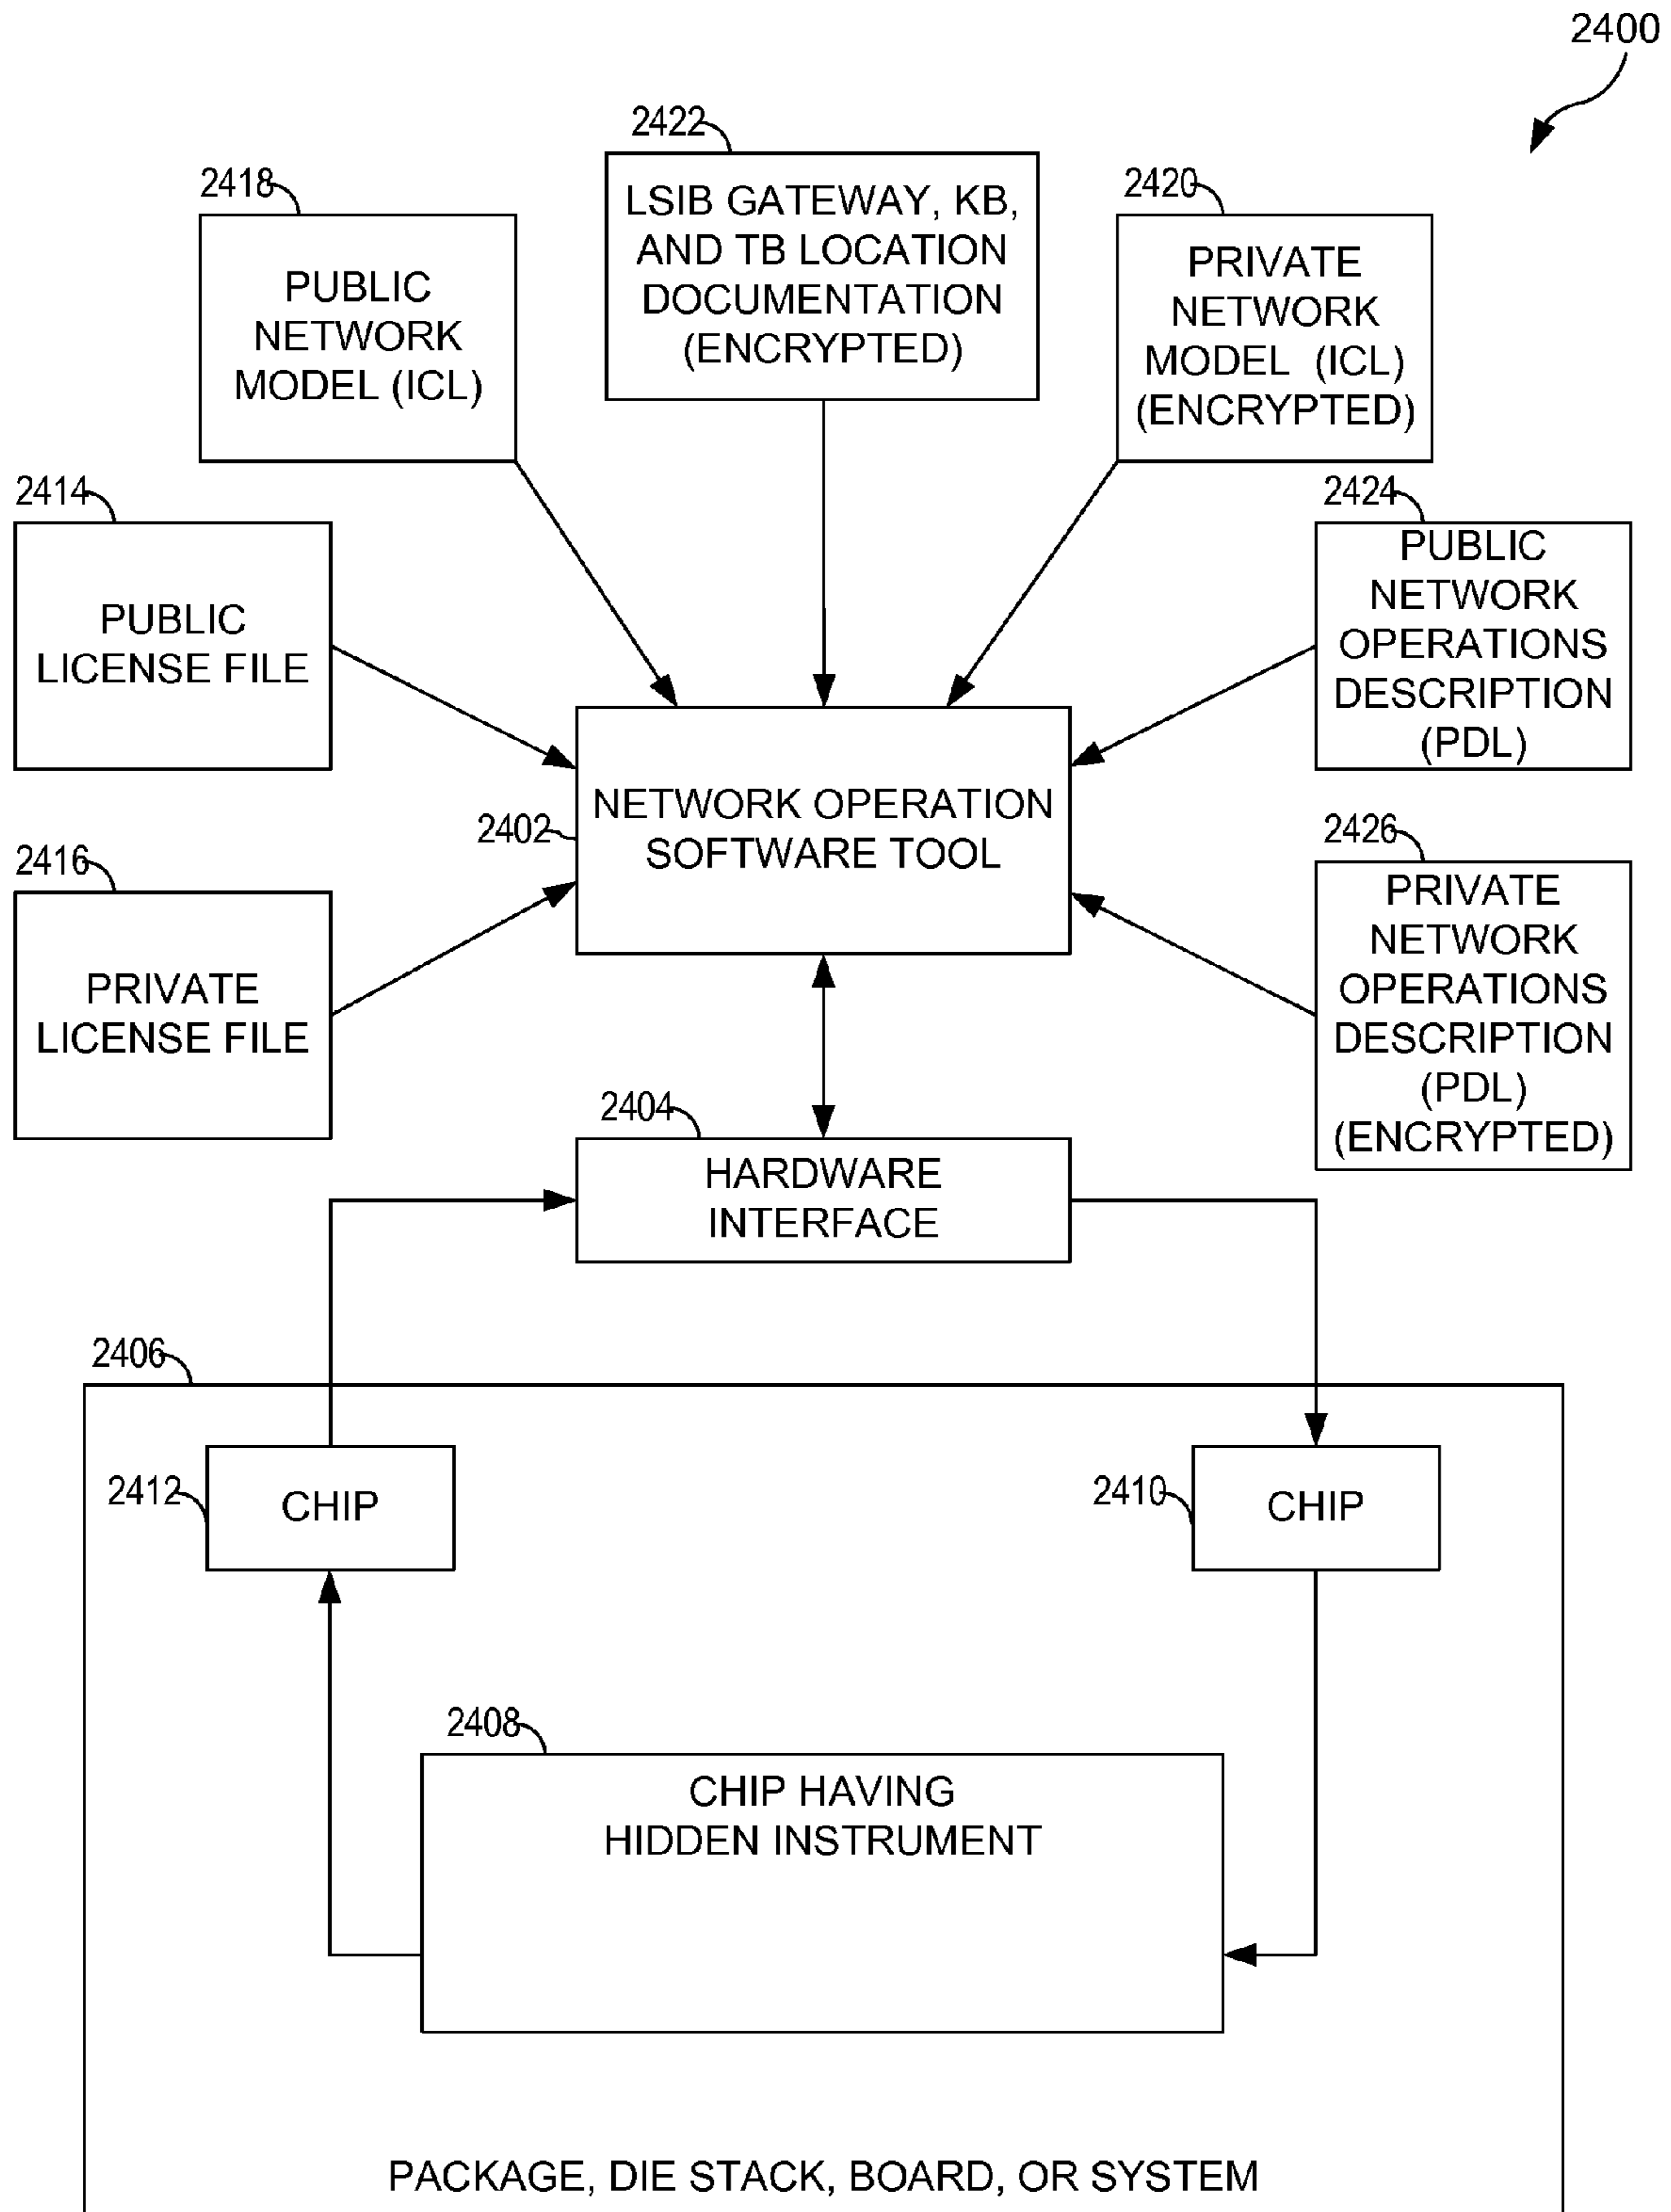 2400
2422
LSIB GATEWAY, KB,
AND TB LOCATION
DOCUMENTATION
(ENCRYPTED)
2418
PUBLIC
NETWORK
MODEL (ICL)
2420
PRIVATE
NETWORK
MODEL (ICL)
(ENCRYPTED)
2414
PUBLIC
LICENSE FILE
2424
PUBLIC
NETWORK
OPERATIONS
DESCRIPTION
(PDL)
2402
NETWORK OPERATION
SOFTWARE TOOL
2416
PRIVATE
LICENSE FILE
2426
PRIVATE
NETWORK
OPERATIONS
DESCRIPTION
(PDL)
(ENCRYPTED)
2404
HARDWARE
INTERFACE
2406
2412
CHIP
2410
CHIP
2408
CHIP HAVING
HIDDEN INSTRUMENT
PACKAGE, DIE STACK, BOARD, OR SYSTEM